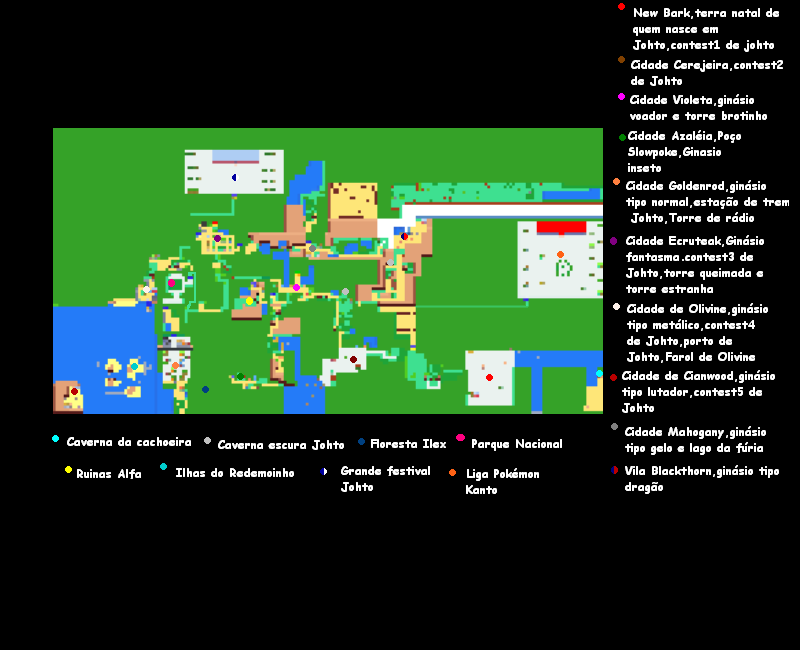 New Bark,terra natal de
quem nasce em
Johto,contest1 de johto
Cidade Cerejeira,contest2
de Johto
Cidade Violeta,ginásio
voador e torre brotinho
Cidade Azaléia,Poço
Slowpoke,Ginasio
inseto
Cidade Goldenrod,ginásio
tipo normal,estação de trem
Johto,Torre de rádio
Cidade Ecruteak,Ginásio
fantasma.contest3 de
Johto,torre queimada e
torre estranha
Cidade de Olivine,ginásio
tipo metálico,contest4
de Johto,porto de
Johto,Farol de Olivine
Cidade de Cianwood,ginásio
tipo lutador,contest5 de
Johto
Cidade Mahogany,ginásio
tipo gelo e lago da fúria
Vila Blackthorn,ginásio tipo
dragão
Caverna da cachoeira
Caverna escura Johto
Floresta Ilex
Parque Nacional
Ruinas Alfa
Ilhas do Redemoinho
Grande festival
Johto
Liga Pokémon
Kanto